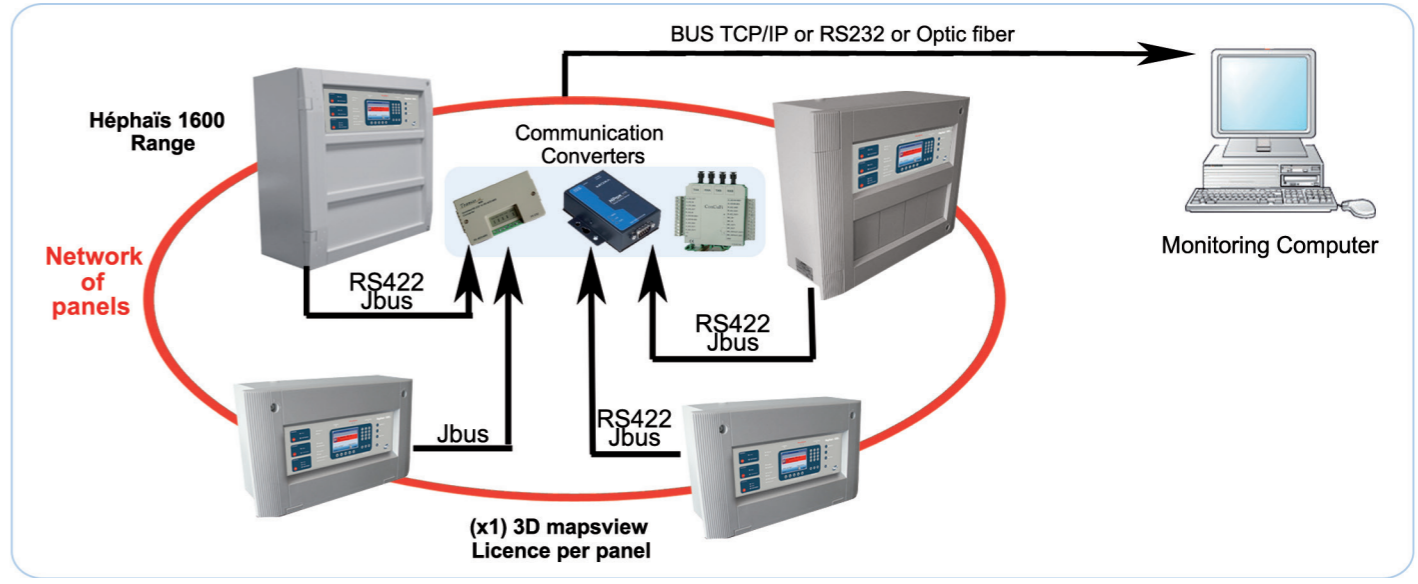 BUS TCP/IP or RS232 or Optic fiber
Héphaïs 1600
Range
Communication
Converters
Monitoring Computer
Network
of
panels
RS422
Jbus
RS422
Jbus
Jbus
RS422
Jbus
(x1) 3D mapsview
Licence per panel